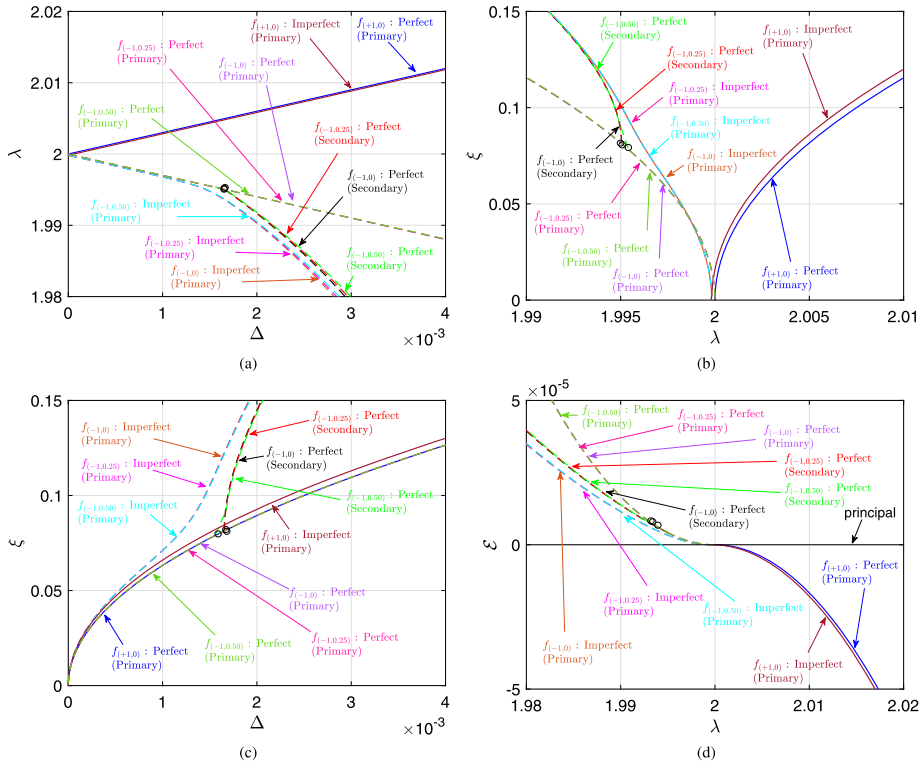 2.02
2.01
2
1.99
1.98
λ
f(+1,0) : Imperfect
(Primary)
f(+1,0) : Perfect
(Primary)
f(−1,0.25) : Perfect
(Primary)
f(−1,0) : Perfect
(Primary)
f(−1,0.50) : Perfect
(Primary)
f(−1,0.25) : Perfect
(Secondary)
f(−1,0) : Perfect
(Secondary)
f(−1,0.50) : Imperfect
(Primary)
f(−1,0.25) : Imperfect
(Primary)
f(−1,0) : Imperfect
(Primary)
f(−1,0.50) : Perfect
(Secondary)
0 1 2 3 4
Δ
×10⁻³
(a)
0.15
0.1
0.05
0
ξ
f(−1,0.50) : Perfect
(Secondary)
f(−1,0.25) : Perfect
(Secondary)
f(+1,0) : Imperfect
(Primary)
f(−1,0.25) : Imperfect
(Primary)
f(−1,0.50) : Imperfect
(Primary)
f(−1,0) : Perfect
(Secondary)
f(−1,0) : Imperfect
(Primary)
f(−1,0.25) : Perfect
(Primary)
f(−1,0.50) : Perfect
(Primary)
f(−1,0) : Perfect
(Primary)
f(+1,0) : Perfect
(Primary)
1.99 1.995 2 2.005 2.01
λ
(b)
0.15
0.1
0.05
0
ξ
f(−1,0) : Imperfect
(Primary)
f(−1,0.25) : Perfect
(Secondary)
f(−1,0.25) : Imperfect
(Primary)
f(−1,0) : Perfect
(Secondary)
f(−1,0.50) : Imperfect
(Primary)
f(−1,0.50) : Perfect
(Secondary)
f(+1,0) : Imperfect
(Primary)
f(−1,0) : Perfect
(Primary)
f(−1,0.25) : Perfect
(Primary)
f(−1,0.50) : Perfect
(Primary)
f(+1,0) : Perfect
(Primary)
0 1 2 3 4
Δ
×10⁻³
(c)
×10⁻⁵
5
0
-5
ℰ
f(−1,0.50) : Perfect
(Primary)
f(−1,0.25) : Perfect
(Primary)
f(−1,0) : Perfect
(Primary)
f(−1,0.25) : Perfect
(Secondary)
f(−1,0.50) : Perfect
(Secondary)
f(−1,0) : Perfect
(Secondary)
principal
f(+1,0) : Perfect
(Primary)
f(−1,0.25) : Imperfect
(Primary)
f(−1,0.50) : Imperfect
(Primary)
f(−1,0) : Imperfect
(Primary)
f(+1,0) : Imperfect
(Primary)
1.98 1.99 2 2.01 2.02
λ
(d)